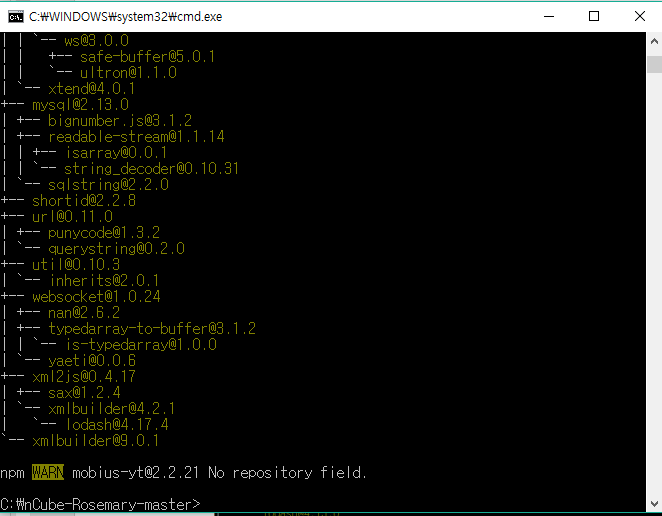 C:₩WINDOWS₩system32₩cmd.exe
| | `-- ws@3.0.0
| |   +-- safe-buffer@5.0.1
| |   `-- ultron@1.1.0
| `-- xtend@4.0.1
+-- mysql@2.13.0
| +-- bignumber.js@3.1.2
| +-- readable-stream@1.1.14
| | +-- isarray@0.0.1
| | `-- string_decoder@0.10.31
| `-- sqlstring@2.2.0
+-- shortid@2.2.8
+-- url@0.11.0
| +-- punycode@1.3.2
| `-- querystring@0.2.0
+-- util@0.10.3
| `-- inherits@2.0.1
+-- websocket@1.0.24
| +-- nan@2.6.2
| +-- typedarray-to-buffer@3.1.2
| | `-- is-typedarray@1.0.0
| `-- yaeti@0.0.6
+-- xml2js@0.4.17
| +-- sax@1.2.4
| `-- xmlbuilder@4.2.1
|   `-- lodash@4.17.4
`-- xmlbuilder@9.0.1
npm WARN mobius-yt@2.2.21 No repository field.
C:₩nCube-Rosemary-master>